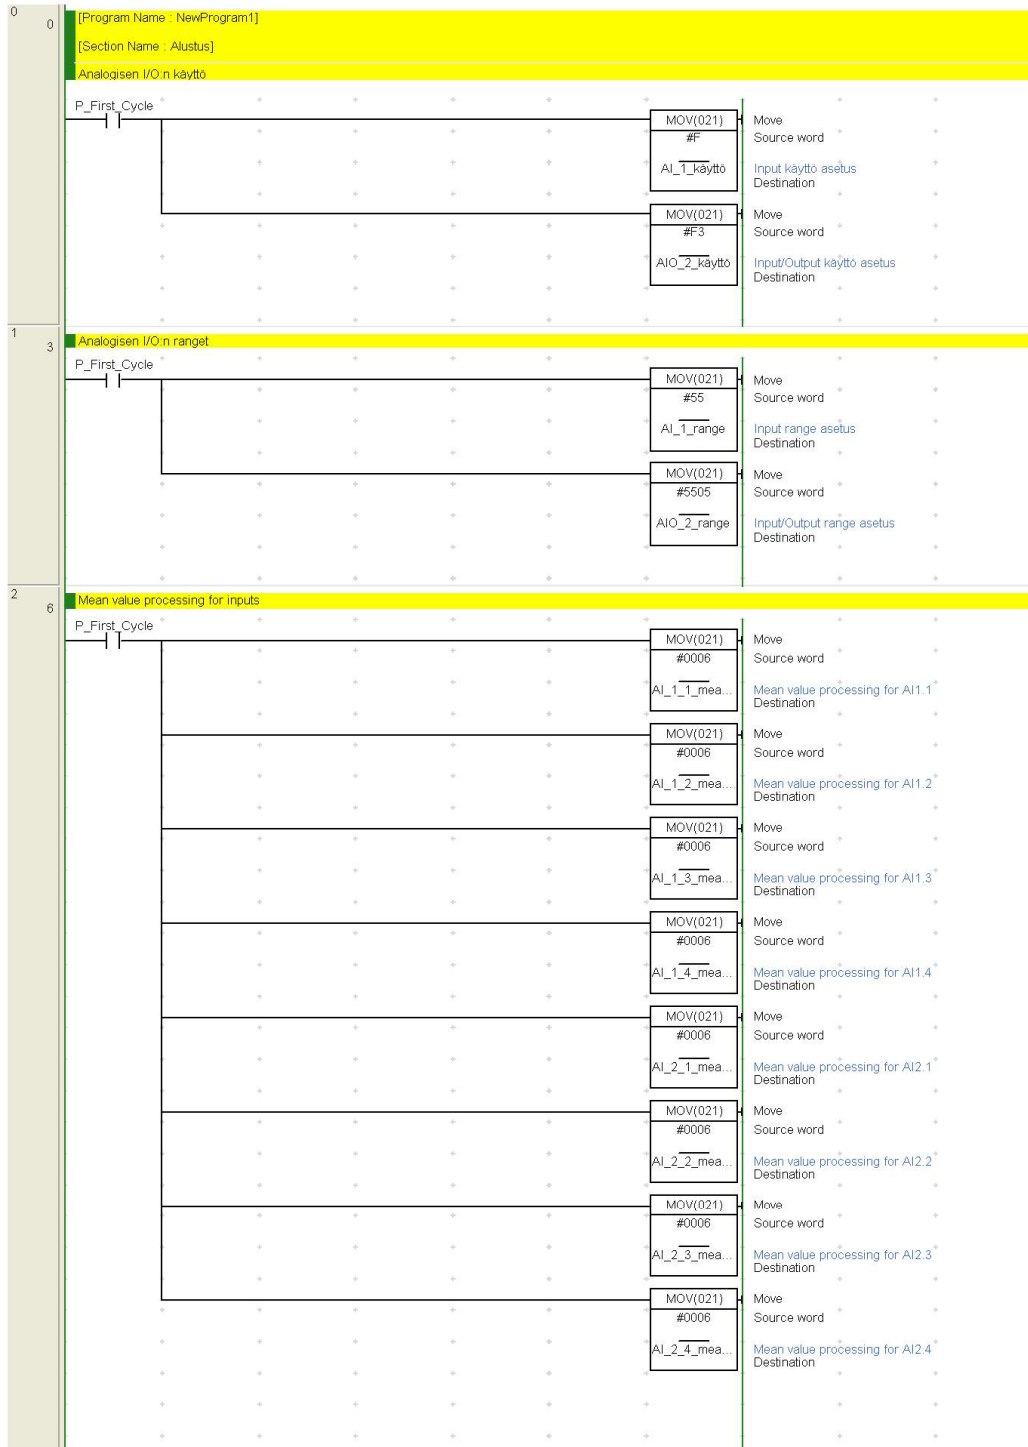 0
0
[Program Name : NewProgram1]
[Section Name : Alustus]
Analogisen I/O:n käyttö
P_First_Cycle
MOV(021) Move
#F Source word
AI_1_käyttö Input käyttö asetus
Destination
MOV(021) Move
#F3 Source word
AIO_2_käyttö Input/Output käyttö asetus
Destination
1
3
Analogisen I/O:n ranget
P_First_Cycle
MOV(021) Move
#55 Source word
AI_1_range Input range asetus
Destination
MOV(021) Move
#5505 Source word
AIO_2_range Input/Output range asetus
Destination
2
6
Mean value processing for inputs
P_First_Cycle
MOV(021) Move
#0006 Source word
AI_1_1_mea... Mean value processing for AI1.1
Destination
MOV(021) Move
#0006 Source word
AI_1_2_mea... Mean value processing for AI1.2
Destination
MOV(021) Move
#0006 Source word
AI_1_3_mea... Mean value processing for AI1.3
Destination
MOV(021) Move
#0006 Source word
AI_1_4_mea... Mean value processing for AI1.4
Destination
MOV(021) Move
#0006 Source word
AI_2_1_mea... Mean value processing for AI2.1
Destination
MOV(021) Move
#0006 Source word
AI_2_2_mea... Mean value processing for AI2.2
Destination
MOV(021) Move
#0006 Source word
AI_2_3_mea... Mean value processing for AI2.3
Destination
MOV(021) Move
#0006 Source word
AI_2_4_mea... Mean value processing for AI2.4
Destination